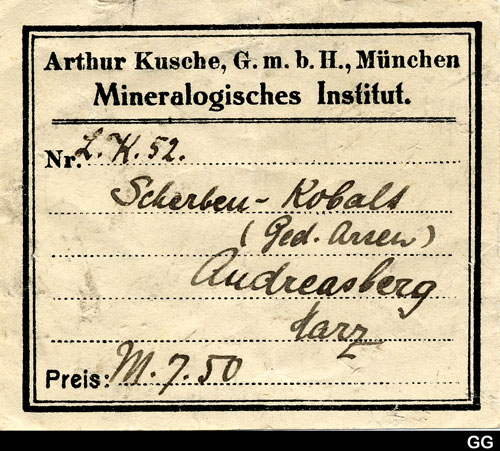 Arthur Kusche, G. m. b. H., München
Mineralogisches Institut.
Nr. L. K. 52.
Scherben-Kobalt
(Ged. Arsen)
Andreasberg
Harz
Preis: M. 7.50
GG